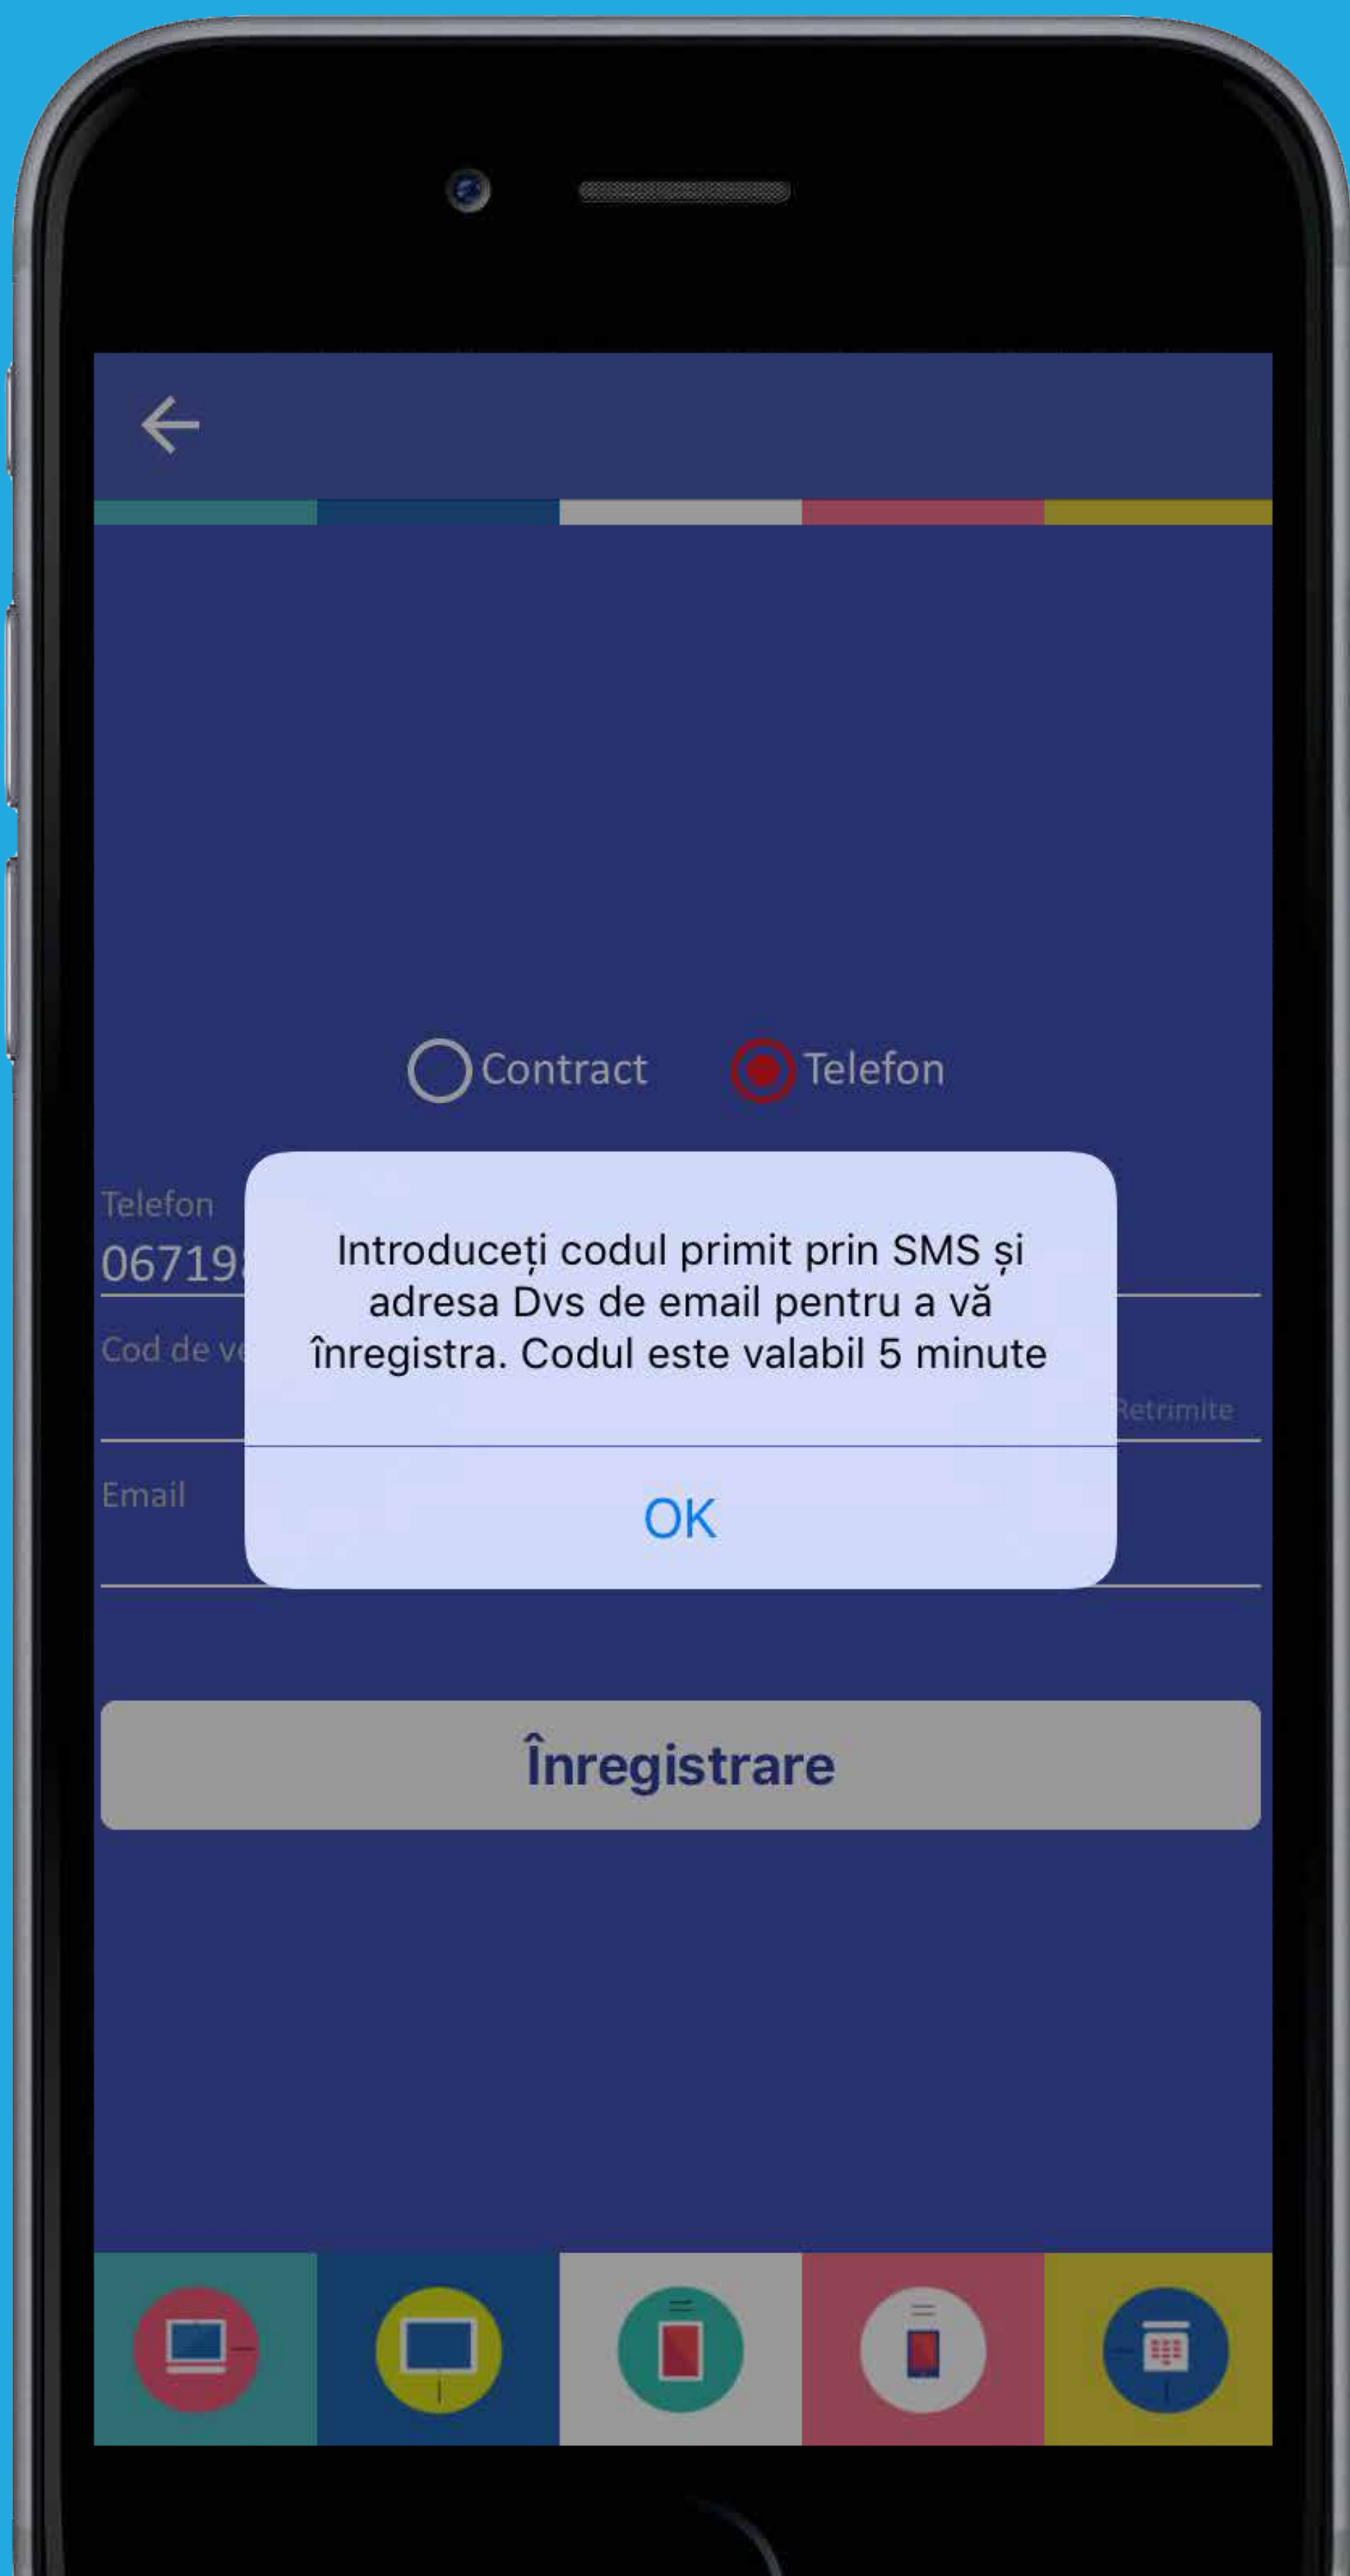 Contract
Telefon
Telefon
06719
Introduceți codul primit prin SMS și
adresa Dvs de email pentru a vă
înregistra. Codul este valabil 5 minute
Cod de
Retrimite
Email
OK
Înregistrare